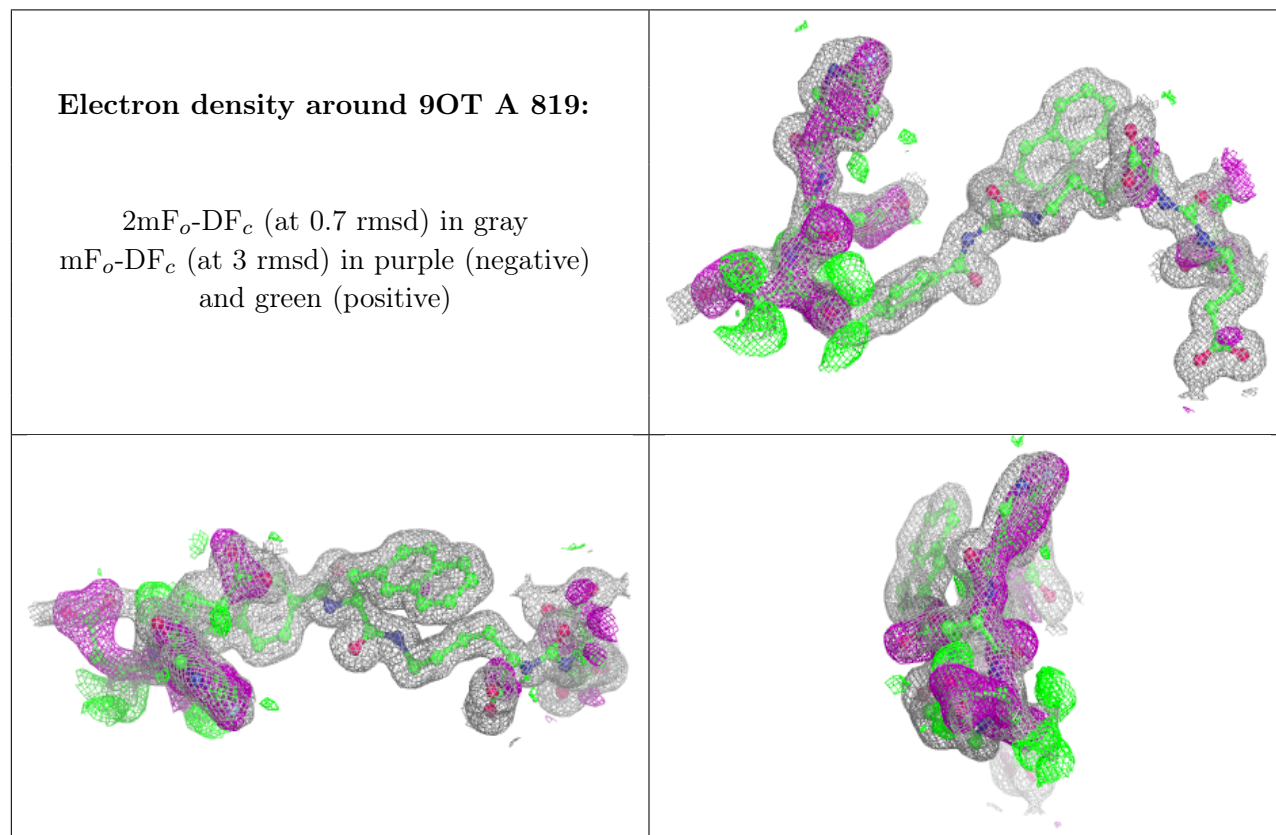 Electron density around 9OT A 819:
2mFo-DFc (at 0.7 rmsd) in gray
mFo-DFc (at 3 rmsd) in purple (negative)
and green (positive)